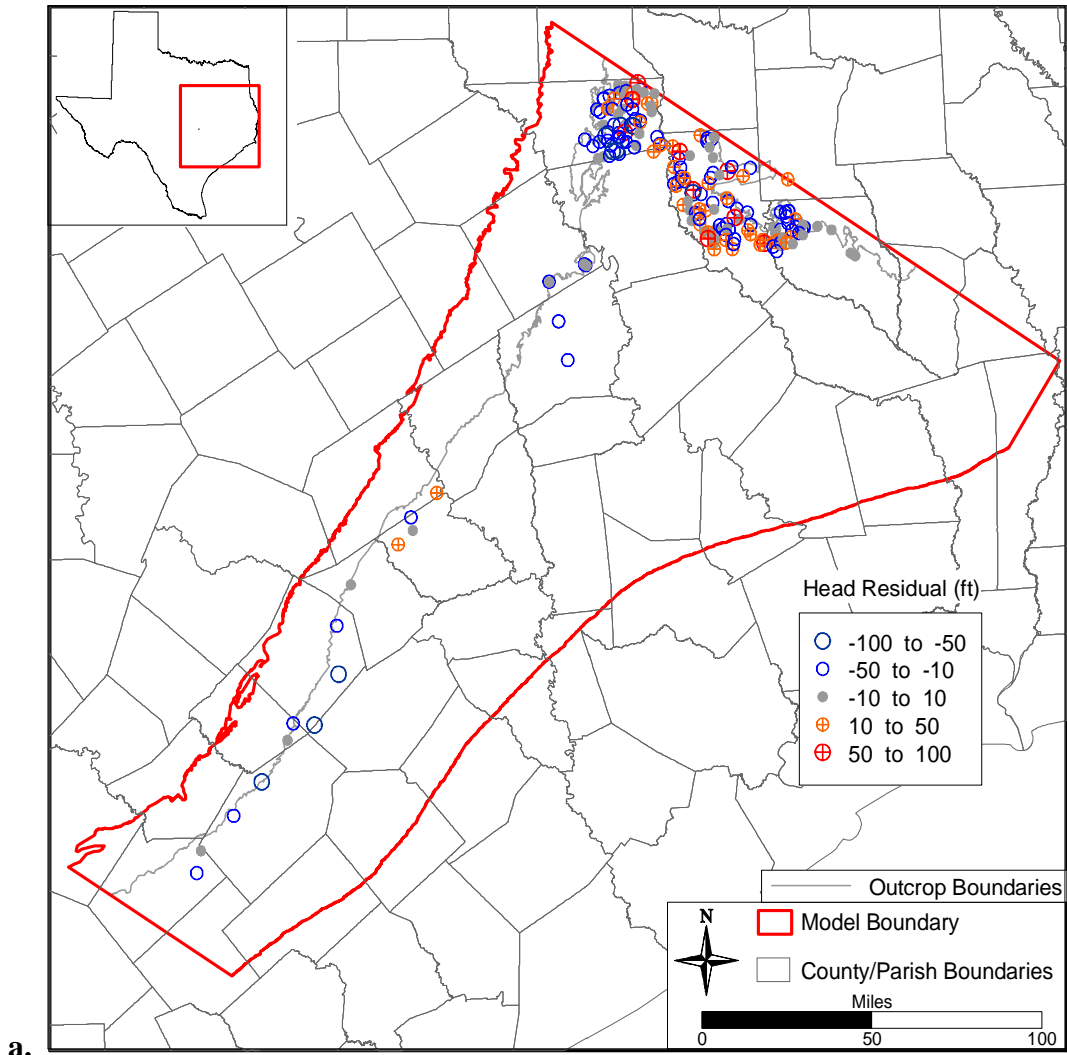 Head Residual (ft)
-100 to -50
-50 to -10
-10 to 10
10 to 50
50 to 100
Outcrop Boundaries
N
Model Boundary
County/Parish Boundaries
Miles
0 50 100
a.